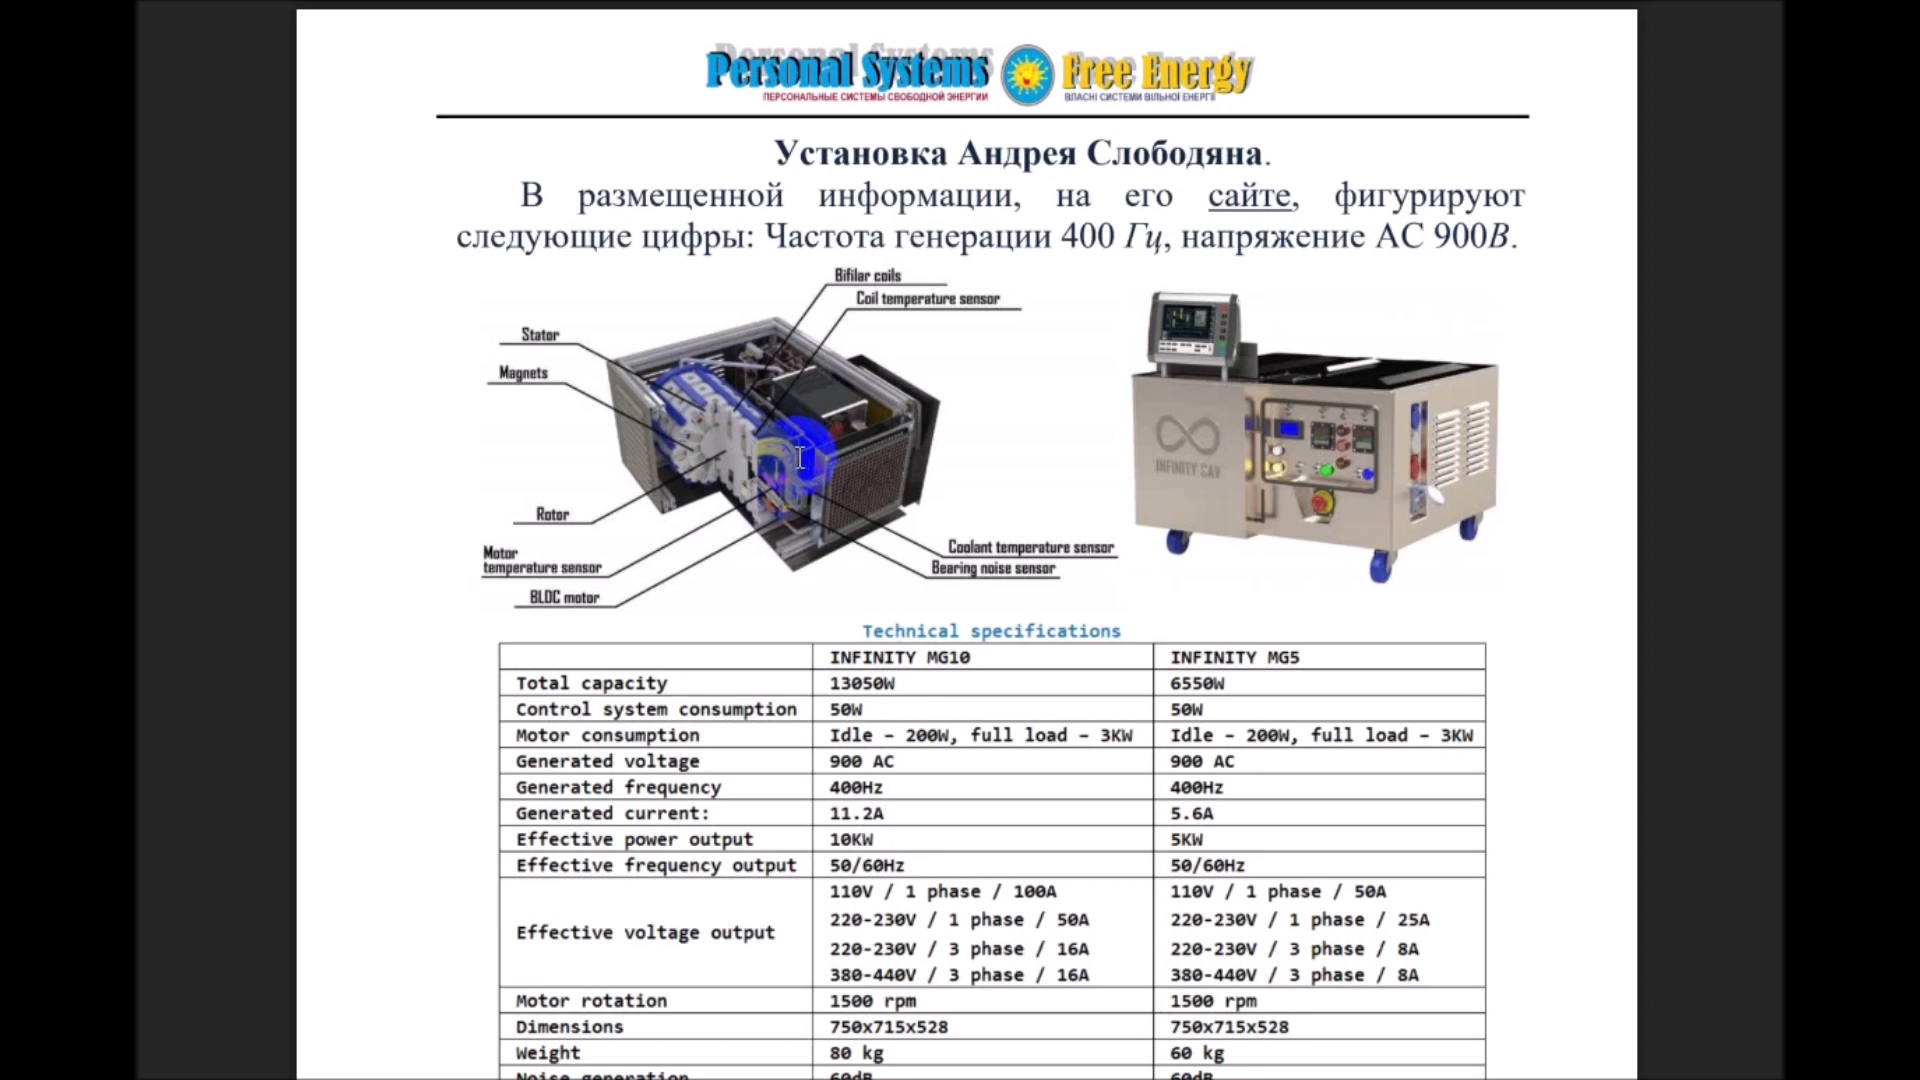 Personal Systems Free Energy
ПЕРСОНАЛЬНЫЕ СИСТЕМЫ СВОБОДНОЙ ЭНЕРГИИ ВЛАСНІ СИСТЕМИ ВІЛЬНОЇ ЕНЕРГІЇ
Установка Андрея Слободяна.
В размещенной информации, на его сайте, фигурируют
следующие цифры: Частота генерации 400 Гц, напряжение AC 900В.
Bifilar coils
Coil temperature sensor
Stator
Magnets
Rotor
Motor
temperature sensor
BLDC motor
Coolant temperature sensor
Bearing noise sensor
INFINITY SAV
Technical specifications
INFINITY MG10 INFINITY MG5
Total capacity 13050W 6550W
Control system consumption 50W 50W
Motor consumption Idle – 200W, full load – 3KW Idle – 200W, full load – 3KW
Generated voltage 900 AC 900 AC
Generated frequency 400Hz 400Hz
Generated current: 11.2A 5.6A
Effective power output 10KW 5KW
Effective frequency output 50/60Hz 50/60Hz
Effective voltage output
110V / 1 phase / 100A 110V / 1 phase / 50A
220-230V / 1 phase / 50A 220-230V / 1 phase / 25A
220-230V / 3 phase / 16A 220-230V / 3 phase / 8A
380-440V / 3 phase / 16A 380-440V / 3 phase / 8A
Motor rotation 1500 rpm 1500 rpm
Dimensions 750x715x528 750x715x528
Weight 80 kg 60 kg
Noise generation 60dB 60dB